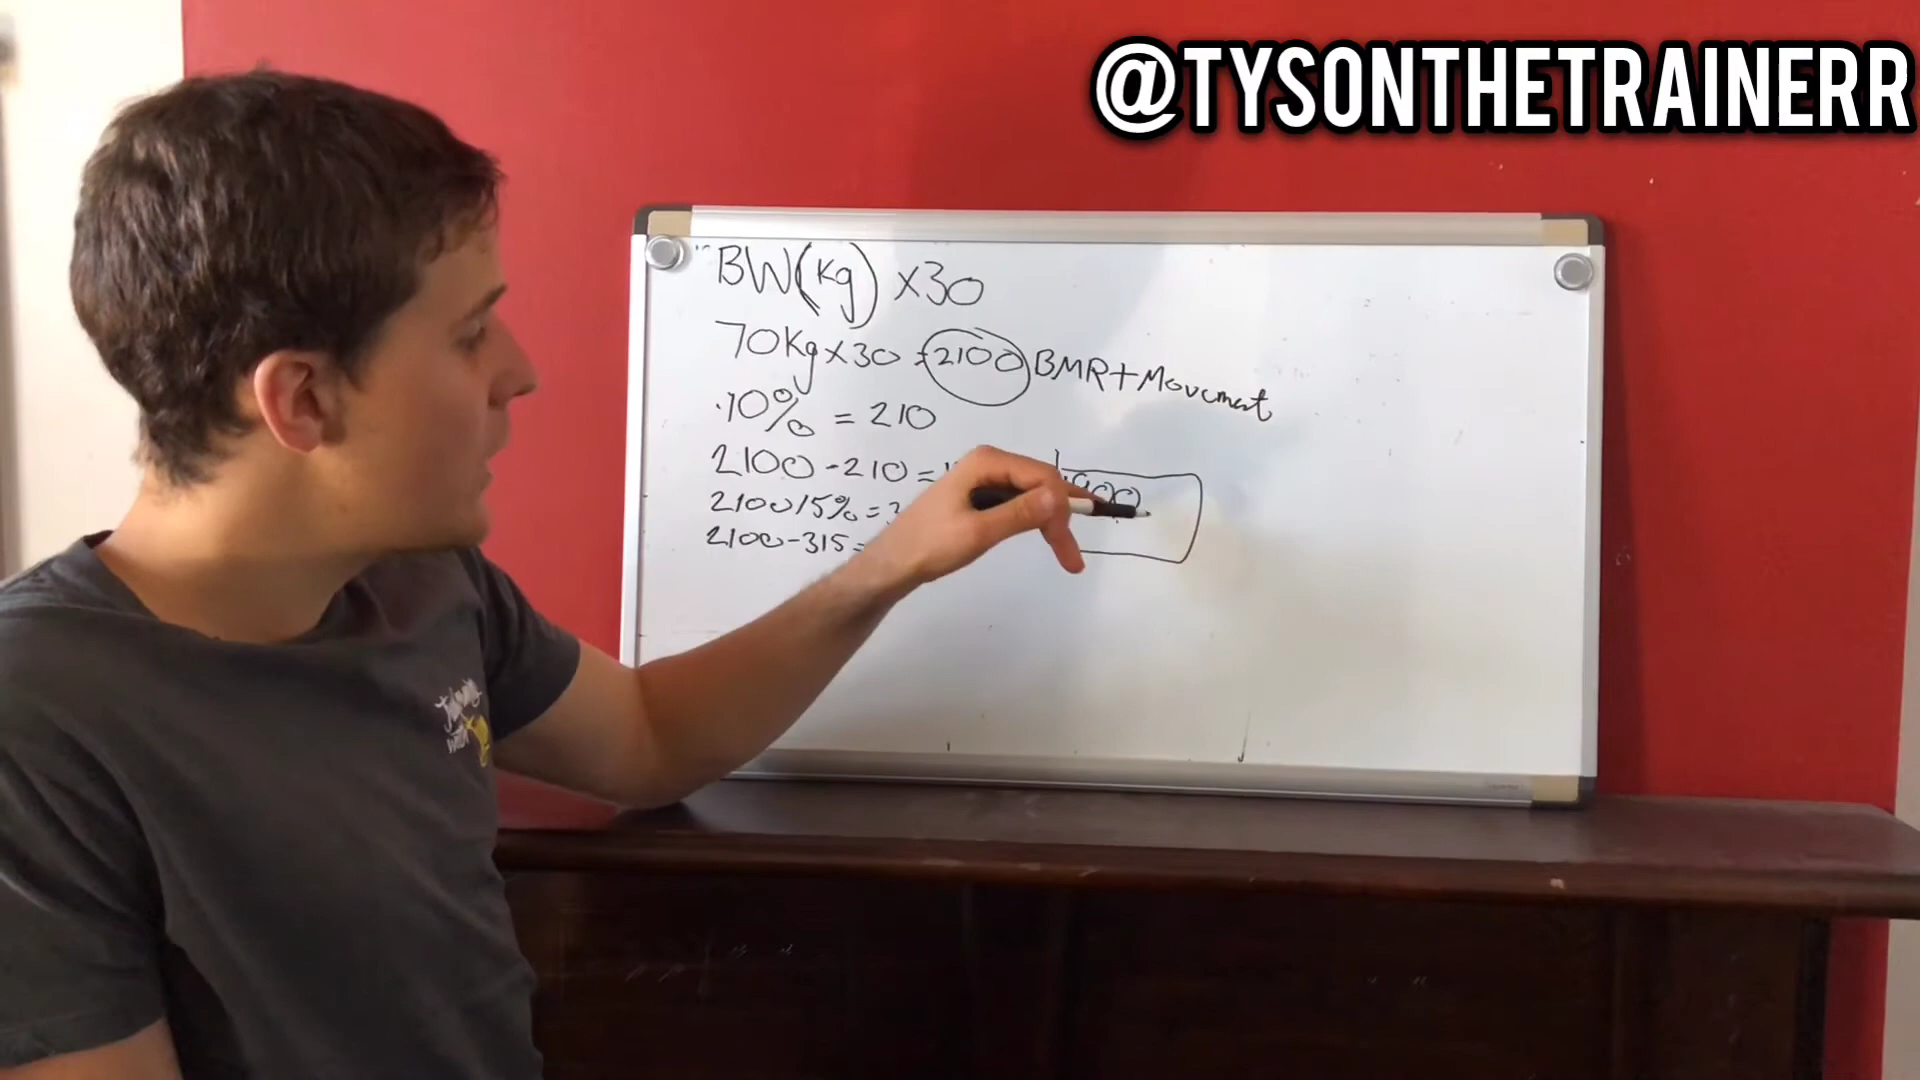 @TYSONTHETRAINERR
BW(Kg) x30
70Kg x 30 = 2100 BMR + Movement
.10% = 210
2100 - 210 =
2100 15% =
2100 - 315 =